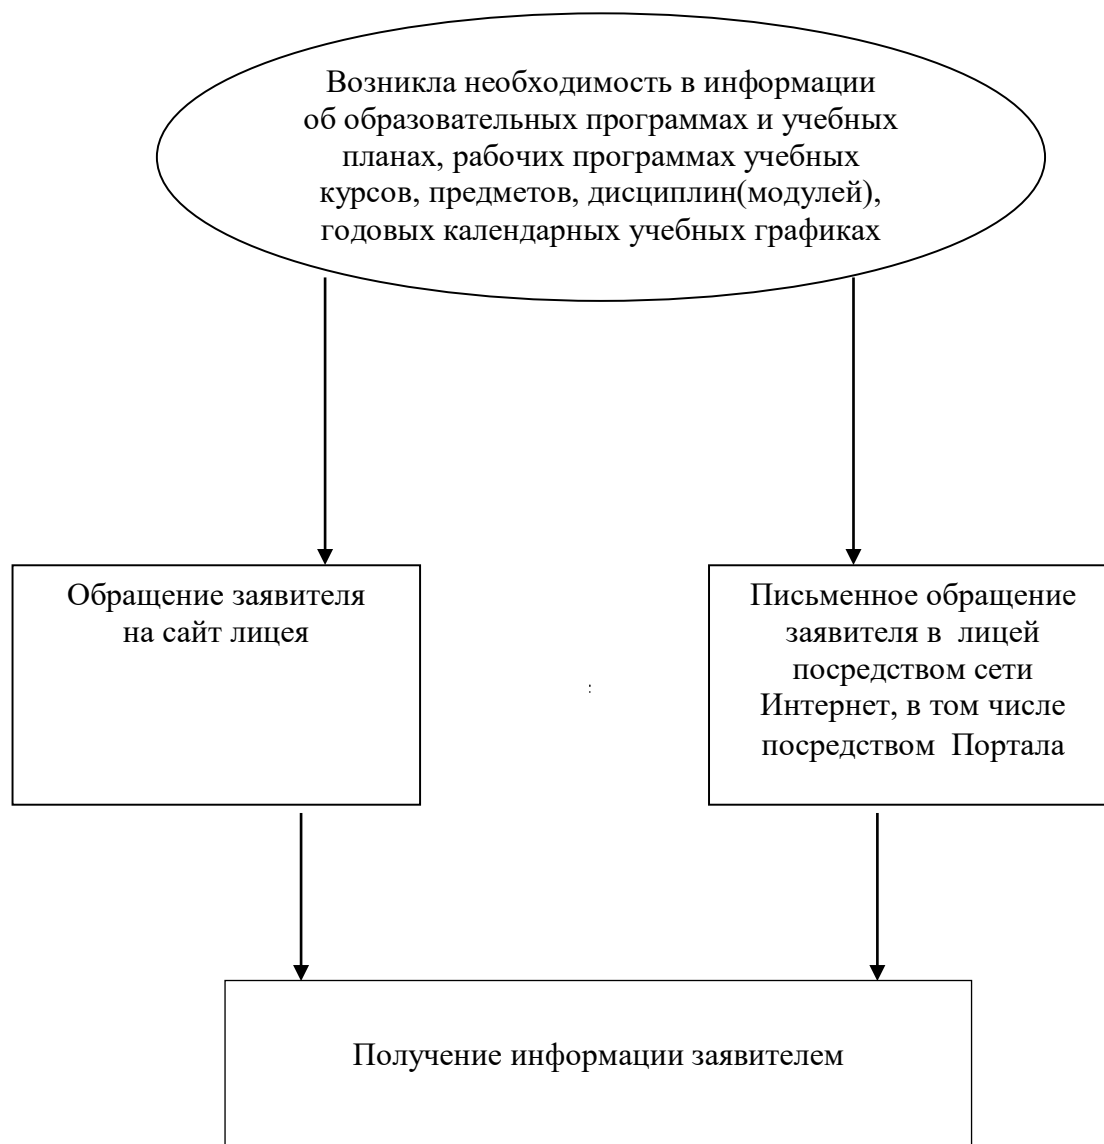 Возникла необходимость в информации
об образовательных программах и учебных
планах, рабочих программах учебных
курсов, предметов, дисциплин(модулей),
годовых календарных учебных графиках
Обращение заявителя
на сайт лицея
Письменное обращение
заявителя в  лицей
посредством сети
Интернет, в том числе
посредством  Портала
:
Получение информации заявителем